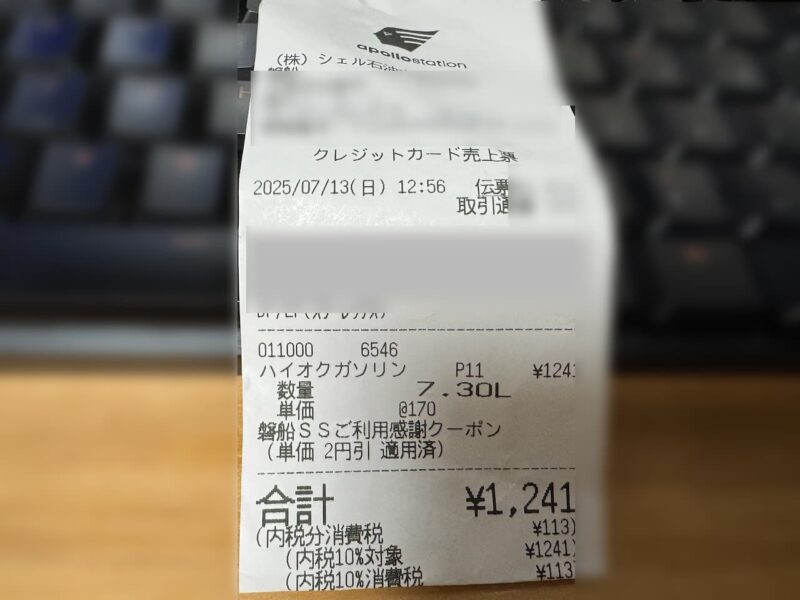 apollostation
(株)シェル石油
磐船
クレジットカード売上票
2025/07/13(日) 12:56 伝票
取引通
011000 6546
ハイオクガソリン P11 ¥1241
数量 7.30L
単価 @170
磐船SSご利用感謝クーポン
(単価 2円引 適用済)
合計 ¥1,241
(内税分消費税 ¥113)
(内税10%対象 ¥1241)
(内税10%消費税 ¥113